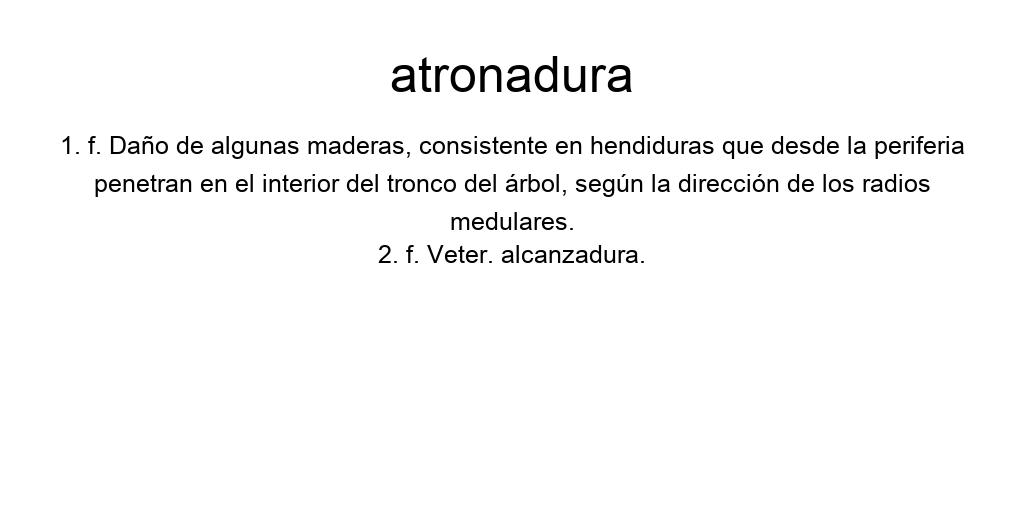 atronadura
1. f. Daño de algunas maderas, consistente en hendiduras que desde la periferia
penetran en el interior del tronco del árbol, según la dirección de los radios
medulares.
2. f. Veter. alcanzadura.